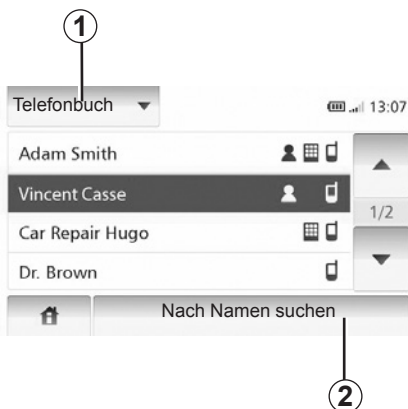 1
Telefonbuch 13:07
Adam Smith
Vincent Casse
1/2
Car Repair Hugo
Dr. Brown
Nach Namen suchen
2